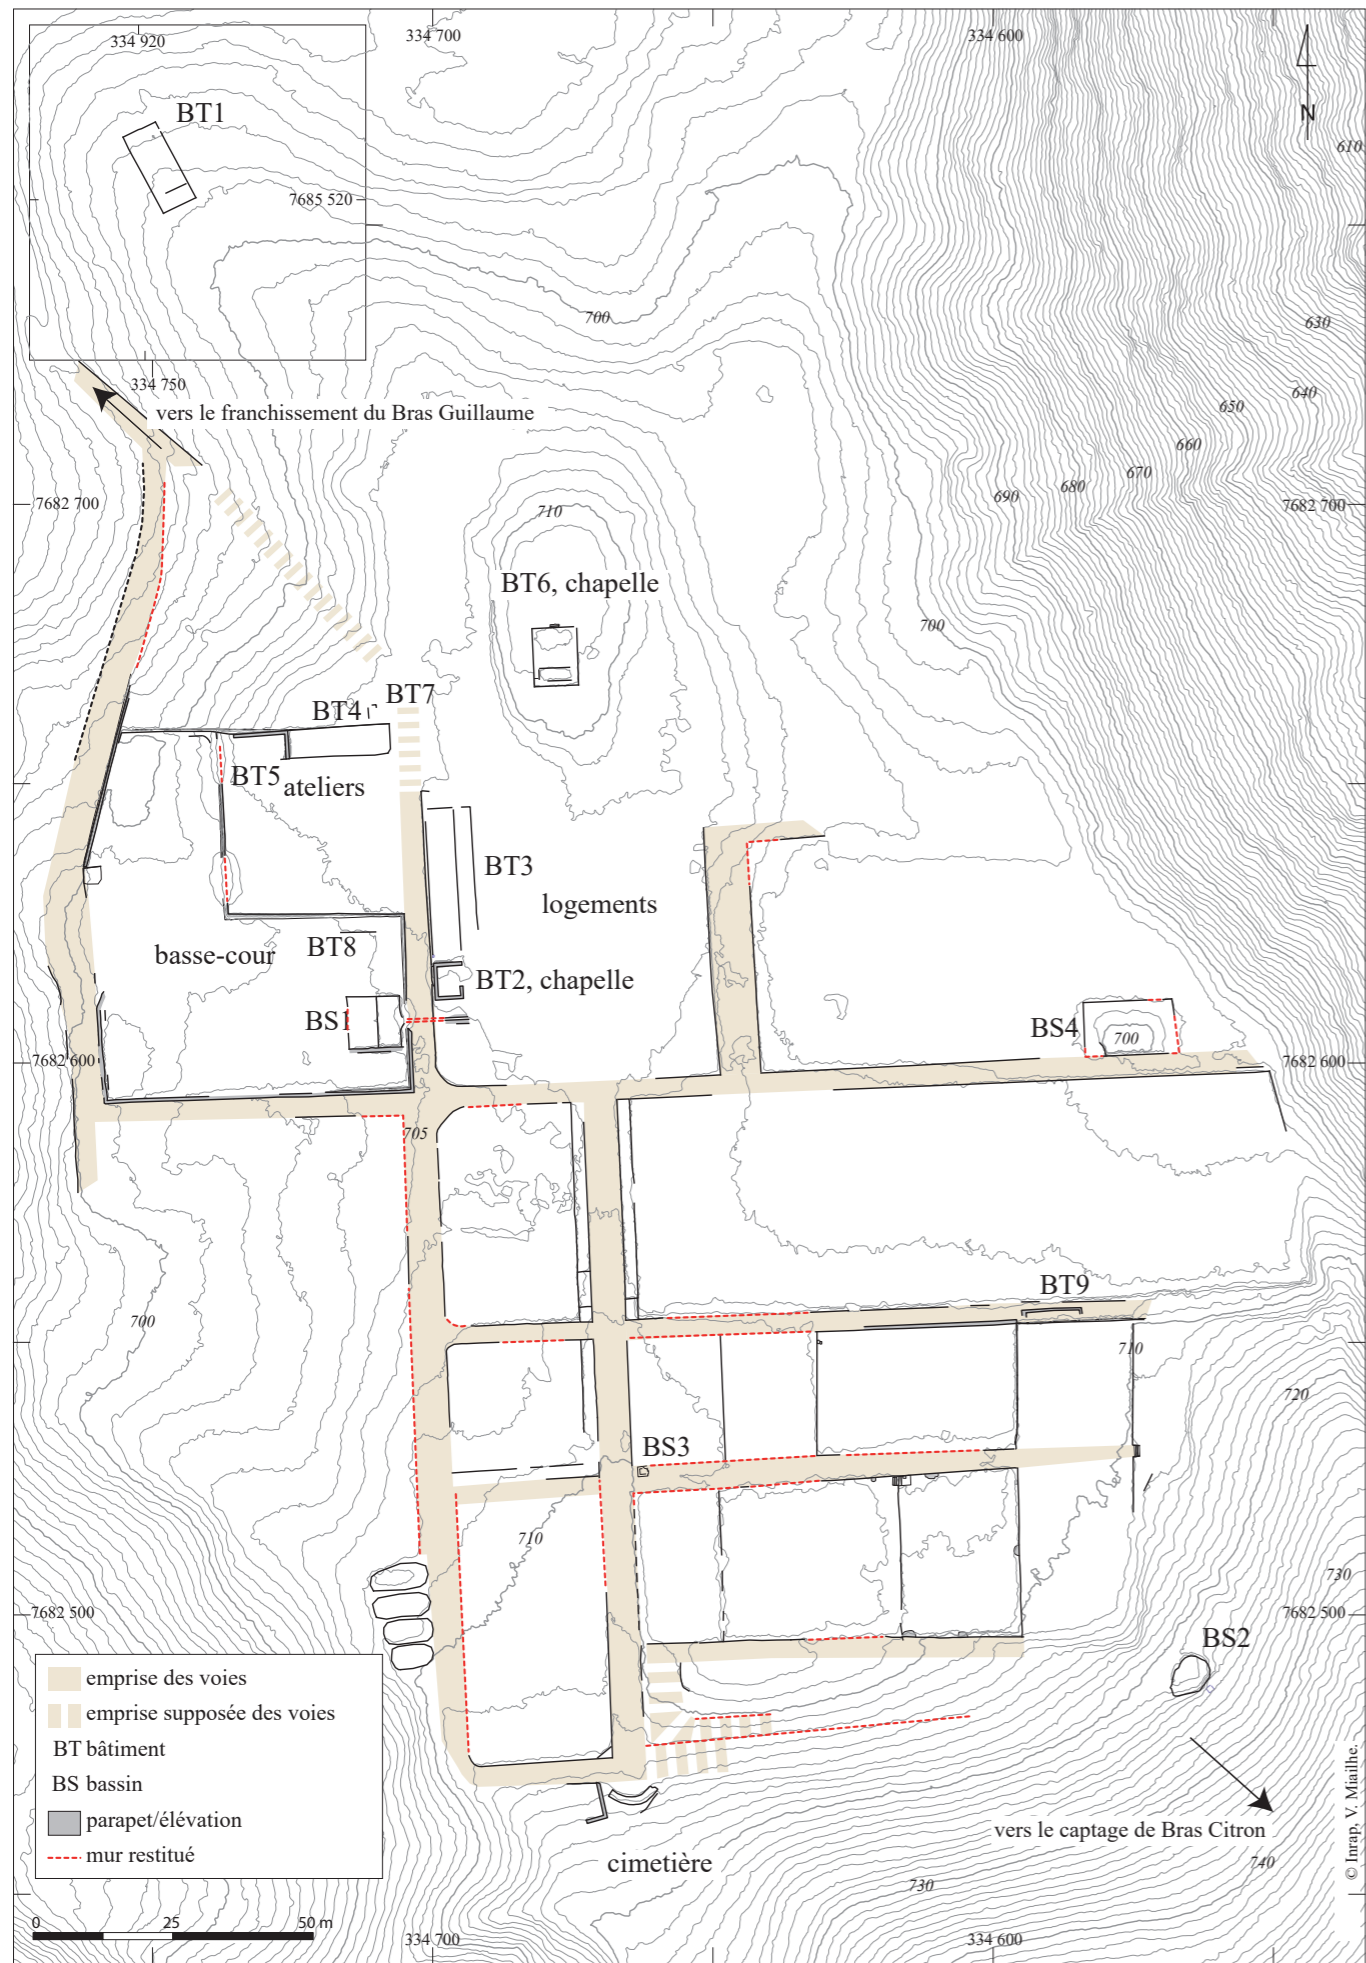 334 920
334 700
334 600
BT1
N
610
7685 520
700
630
334 750
640
650
vers le franchissement du Bras Guillaume
660
670
680
690
7682 700
7682 700
710
BT6, chapelle
700
BT7
BT4
BT5
ateliers
BT3
logements
basse-cour
BT8
BT2, chapelle
BS1
BS4
700
7682 600
7682 600
705
BT9
700
710
720
BS3
710
730
7682 500
7682 500
BS2
emprise des voies
emprise supposée des voies
BT bâtiment
BS bassin
parapet/élévation
mur restitué
vers le captage de Bras Citron
740
cimetière
730
© Inrap, V. Miailhe.
0 25 50 m
334 700
334 600